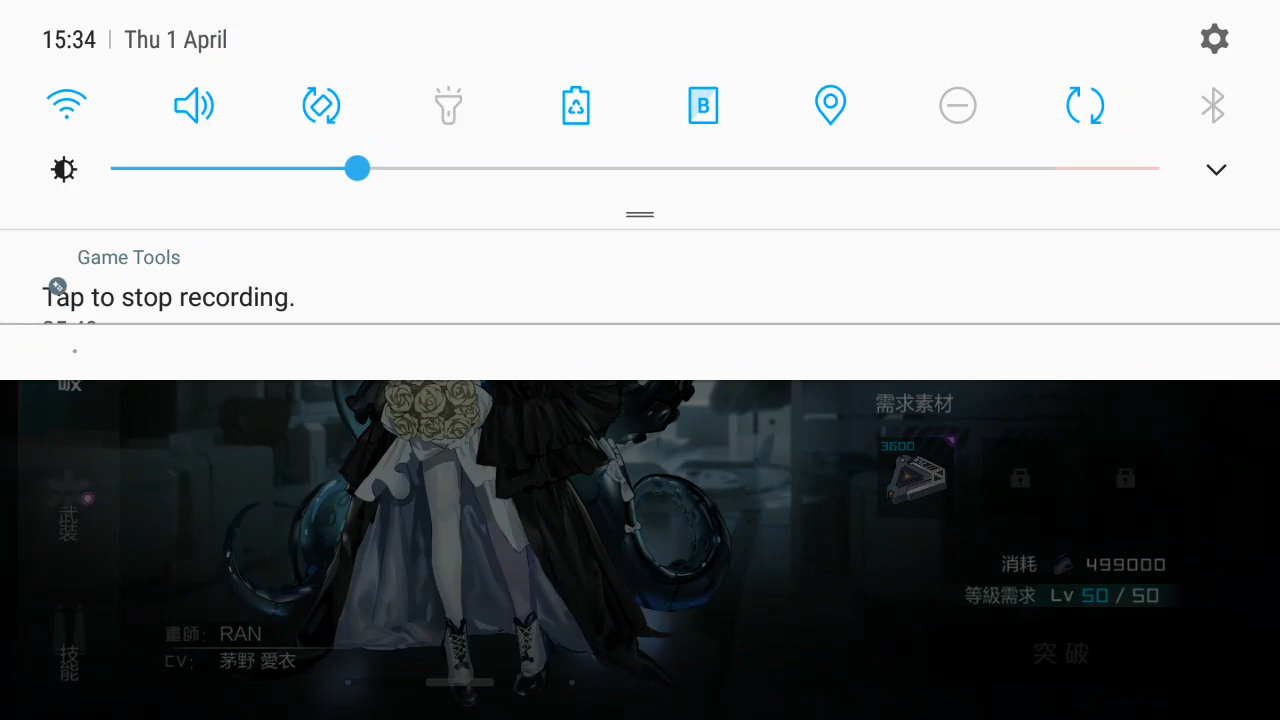 15:34 | Thu 1 April
B
Game Tools
Tap to stop recording.
需求素材
3600
武裝
消耗 499000
等級需求 Lv 50 / 50
畫師: RAN
CV: 茅野 愛衣
技能
突破